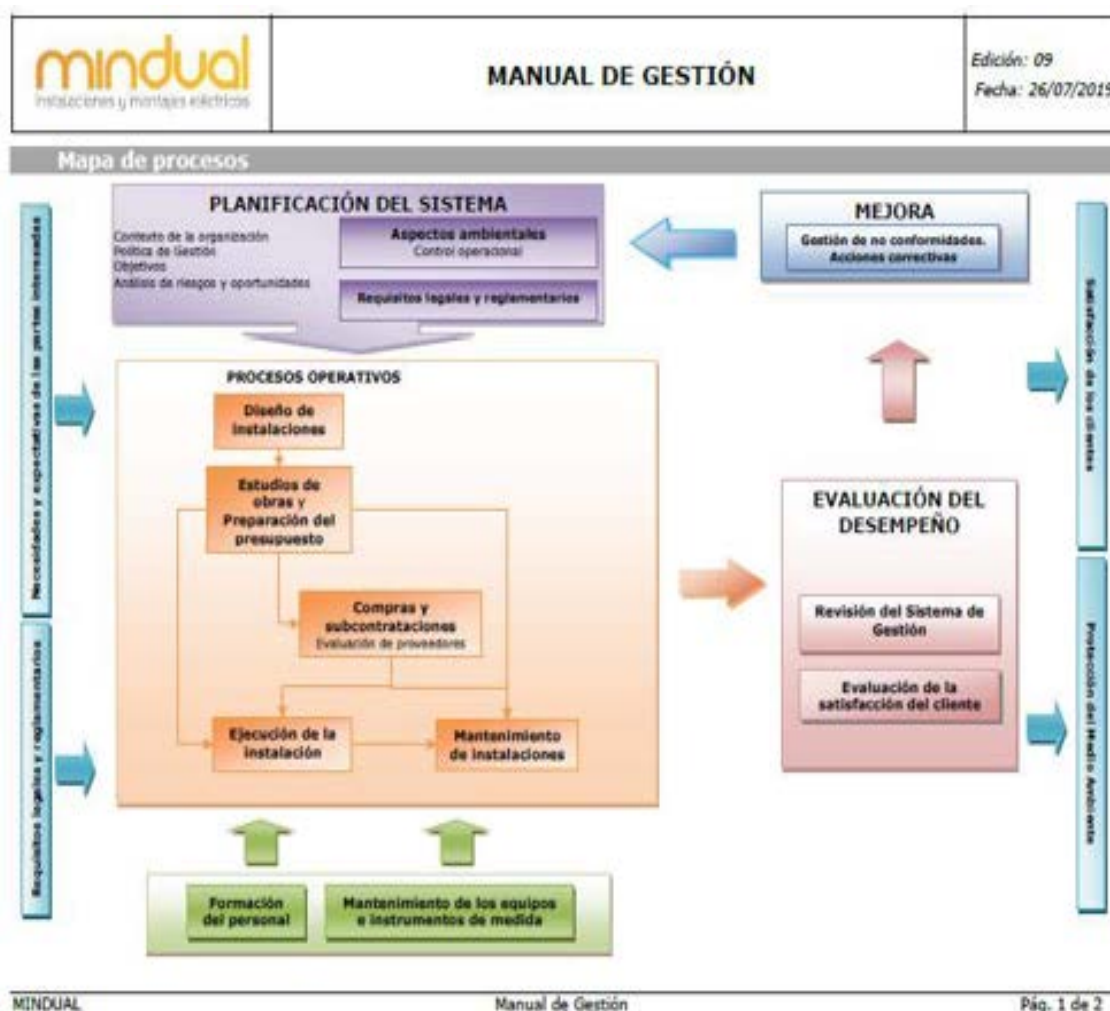 mindual
instalaciones y montajes eléctricos
MANUAL DE GESTIÓN
Edición: 09
Fecha: 26/07/2019
Mapa de procesos
Necesidades y expectativas de las partes interesadas
Requisitos legales y reglamentarios
PLANIFICACIÓN DEL SISTEMA
Contexto de la organización
Política de Gestión
Objetivos
Análisis de riesgos y oportunidades
Aspectos ambientales
Control operacional
Requisitos legales y reglamentarios
MEJORA
Gestión de no conformidades.
Acciones correctivas
PROCESOS OPERATIVOS
Diseño de
instalaciones
Estudios de
obras y
Preparación del
presupuesto
Compras y
subcontrataciones
Evaluación de proveedores
Ejecución de la
instalación
Mantenimiento
de instalaciones
EVALUACIÓN DEL
DESEMPEÑO
Revisión del Sistema de
Gestión
Evaluación de la
satisfacción del cliente
Satisfacción de los clientes
Protección del Medio Ambiente
Formación
del personal
Mantenimiento de los equipos
e instrumentos de medida
MINDUAL
Manual de Gestión
Pág. 1 de 2